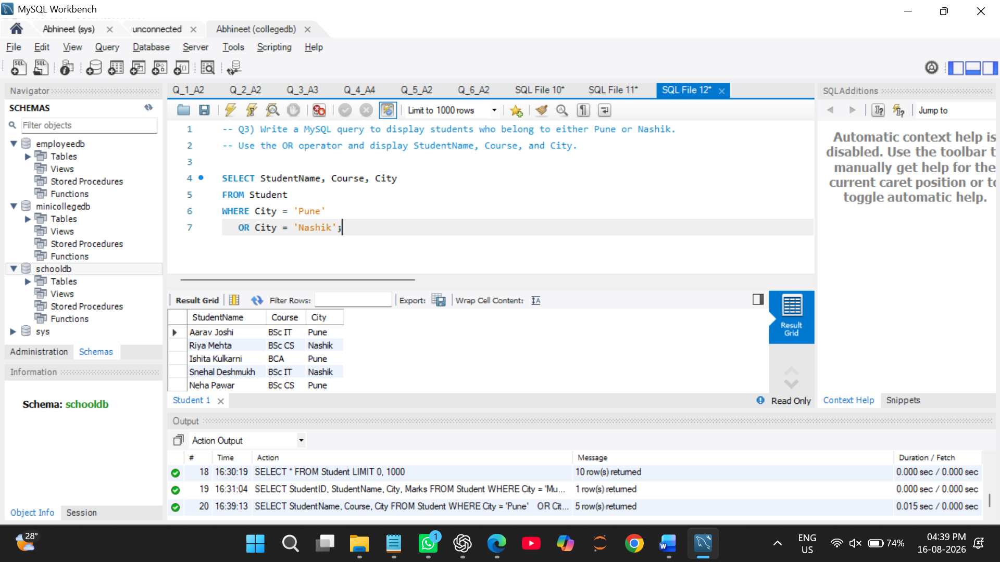 MySQL Workbench
Abhineet (sys)
unconnected
Abhineet (collegedb)
File Edit View Query Database Server Tools Scripting Help
Navigator
SCHEMAS
Filter objects
employeedb
Tables
Views
Stored Procedures
Functions
minicollegedb
Tables
Views
Stored Procedures
Functions
schooldb
Tables
Views
Stored Procedures
Functions
sys
Administration Schemas
Information
Schema: schooldb
Object Info Session
Q_1_A2 Q_2_A2 Q_3_A3 Q_4_A4 Q_5_A2 Q_6_A2 SQL File 10* SQL File 11* SQL File 12*
Limit to 1000 rows
1 -- Q3) Write a MySQL query to display students who belong to either Pune or Nashik.
2 -- Use the OR operator and display StudentName, Course, and City.
3
4 SELECT StudentName, Course, City
5 FROM Student
6 WHERE City = 'Pune'
7 OR City = 'Nashik';
Result Grid Filter Rows: Export: Wrap Cell Content:
StudentName Course City
Aarav Joshi BSc IT Pune
Riya Mehta BSc CS Nashik
Ishita Kulkarni BCA Pune
Snehal Deshmukh BSc IT Nashik
Neha Pawar BSc CS Pune
Result
Grid
Student 1
Read Only
SQLAdditions
Jump to
Automatic context help is
disabled. Use the toolbar t
manually get help for the
current caret position or to
toggle automatic help.
Context Help Snippets
Output
Action Output
# Time Action Message Duration / Fetch
18 16:30:19 SELECT * FROM Student LIMIT 0, 1000 10 row(s) returned 0.000 sec / 0.000 sec
19 16:31:04 SELECT StudentID, StudentName, City, Marks FROM Student WHERE City = 'Mu... 1 row(s) returned 0.000 sec / 0.000 sec
20 16:39:13 SELECT StudentName, Course, City FROM Student WHERE City = 'Pune' OR Cit... 5 row(s) returned 0.015 sec / 0.000 sec
28°
1
ENG
US
74%
04:39 PM
16-08-2026